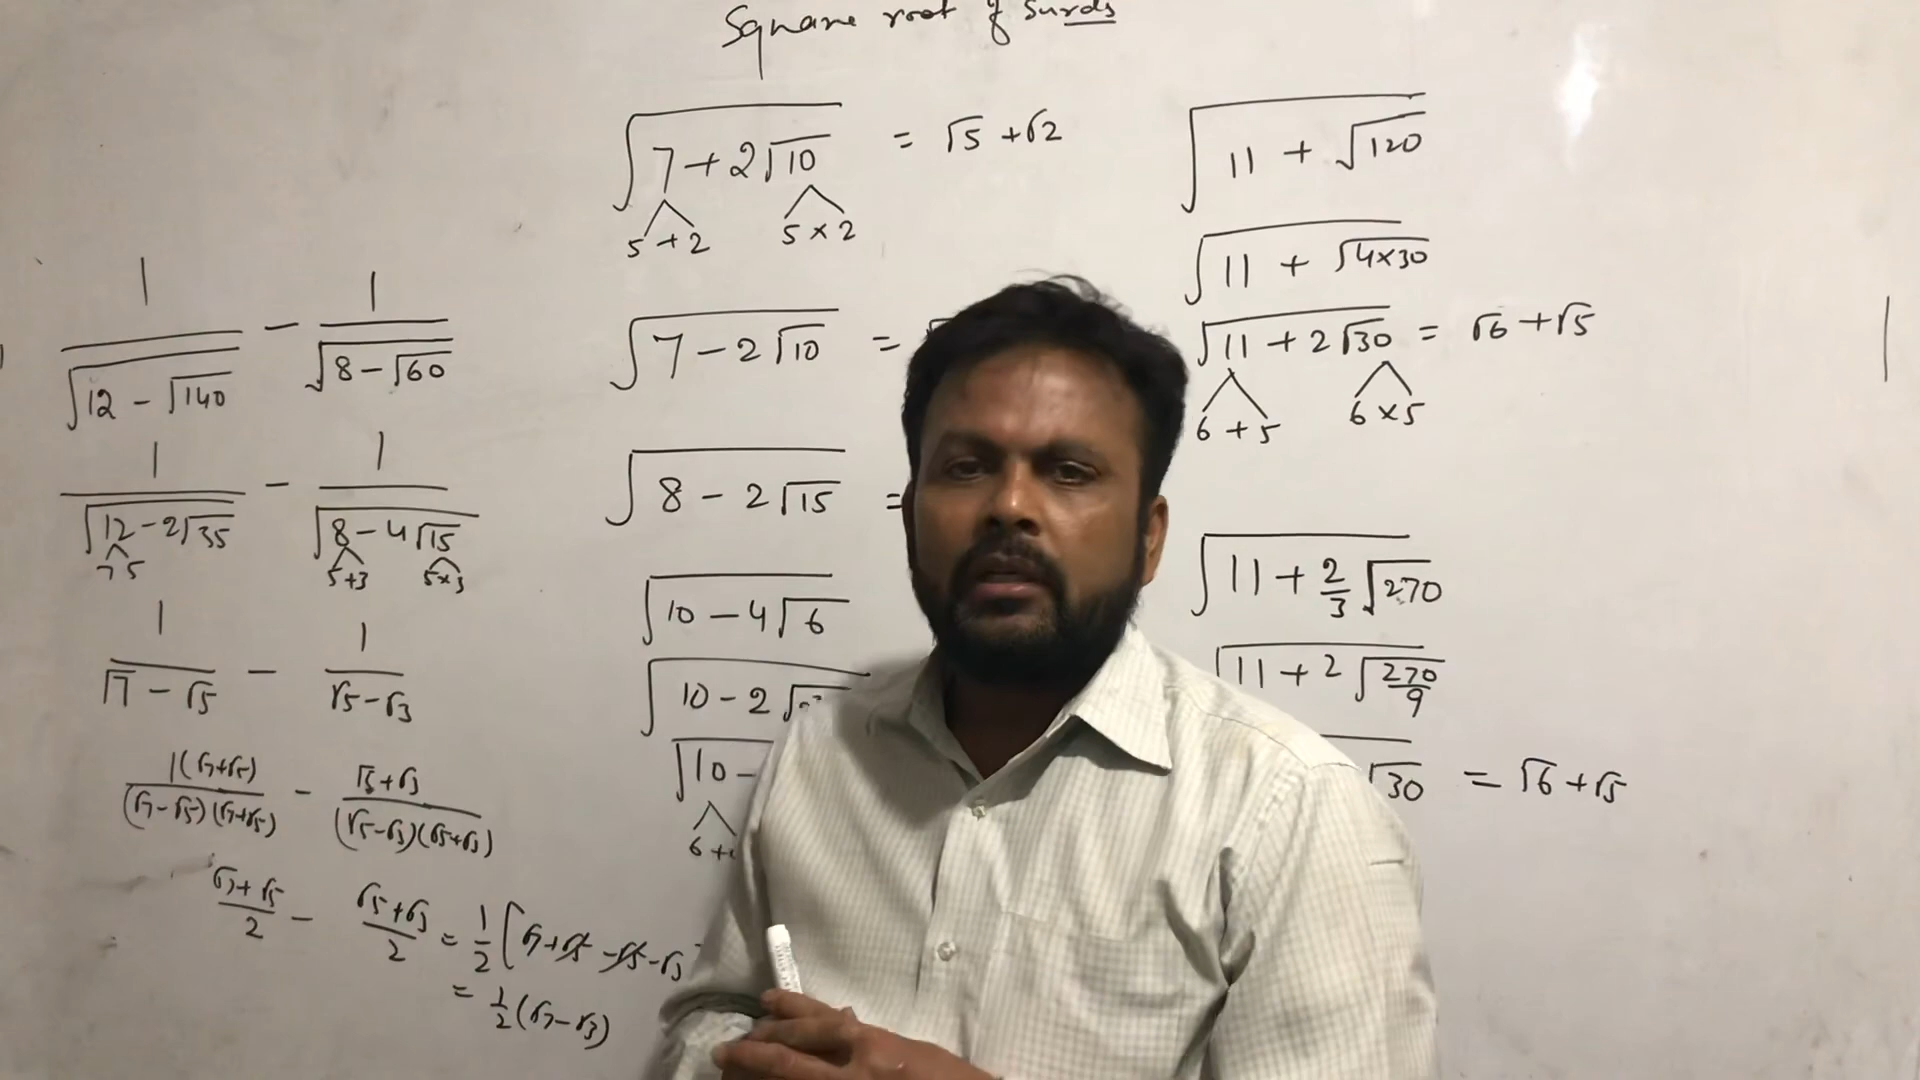 Square root of Surds
1/√(12 - √140) - 1/√(8 - √60)
1/√(12 - 2√35) - 1/√(8 - 4√15)
7 5 5+3 5×3
1/(√7 - √5) - 1/(√5 - √3)
1(√7+√5)/((√7-√5)(√7+√5)) - (√5+√3)/((√5-√3)(√5+√3))
(√7+√5)/2 - (√5+√3)/2 = 1/2 [√7+√5 -√5-√3
= 1/2(√7-√3)
√(7 + 2√10) = √5 + √2
5 + 2 5 × 2
√(7 - 2√10) =
√(8 - 2√15) =
√(10 - 4√6)
√(10 - 2√
√(10 -
6 +
√(11 + √120)
√(11 + √(4×30))
√(11 + 2√30) = √6 + √5
6 + 5 6 × 5
√(11 + 2/3 √270)
√(11 + 2√(270/9))
√30 = √6 + √5